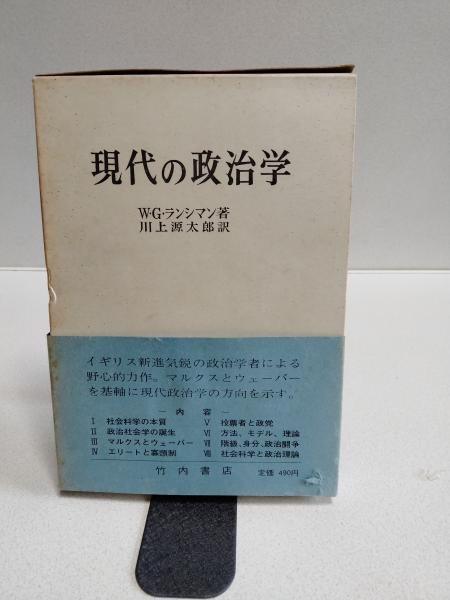 現代の政治学
W・G・ランシマン著
川上源太郎訳
イギリス新進気鋭の政治学者による
野心的力作。マルクスとウェーバー
を基軸に現代政治学の方向を示す。
―内 容―
I 社会科学の本質
II 政治社会学の誕生
III マルクスとウェーバー
IV エリートと寡頭制
V 投票者と政党
VI 方法、モデル、理論
VII 階級、身分、政治闘争
VIII 社会科学と政治理論
竹内書店 定価 490円